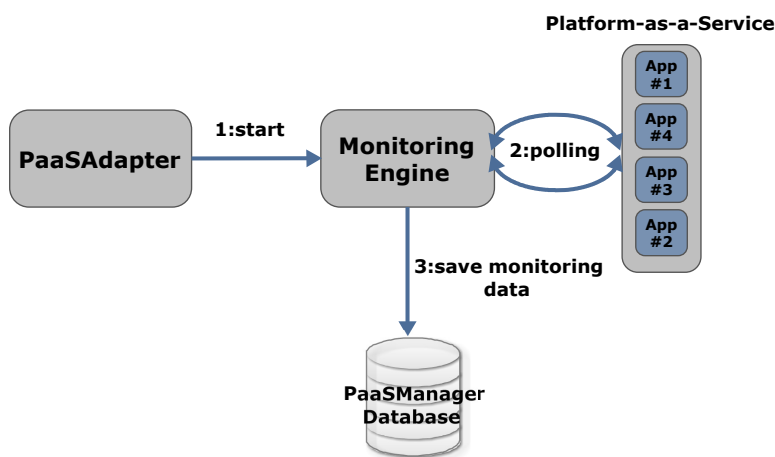 Platform-as-a-Service
App
#1
App
#4
App
#3
App
#2
1:start
PaaSAdapter
Monitoring
Engine
2:polling
3:save monitoring
data
PaaSManager
Database